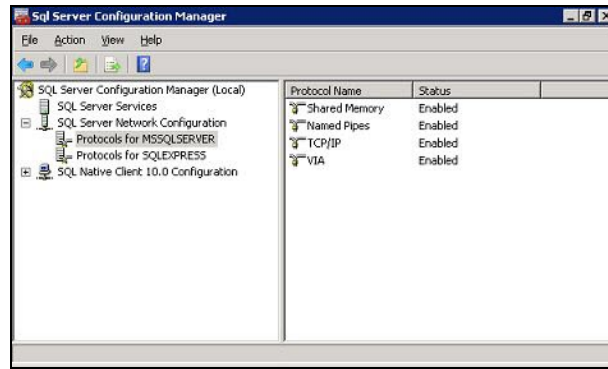 Sql Server Configuration Manager
File Action View Help
SQL Server Configuration Manager (Local)
SQL Server Services
SQL Server Network Configuration
Protocols for MSSQLSERVER
Protocols for SQLEXPRESS
SQL Native Client 10.0 Configuration
Protocol Name Status
Shared Memory Enabled
Named Pipes Enabled
TCP/IP Enabled
VIA Enabled